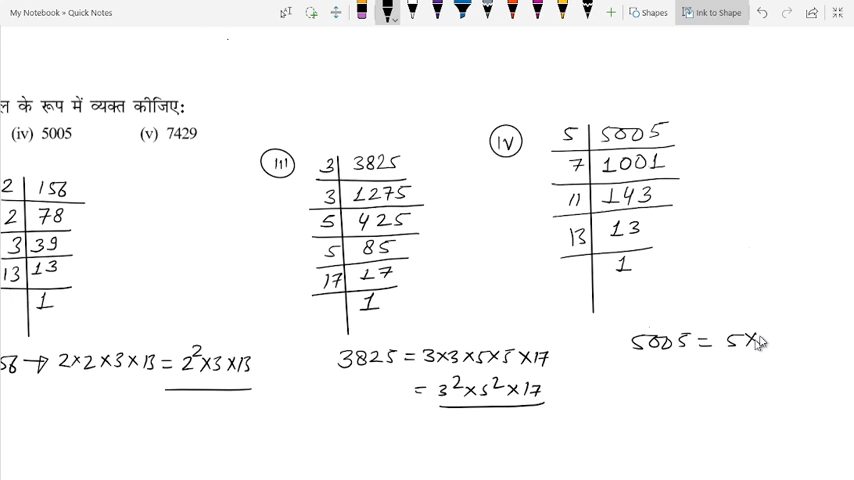 My Notebook » Quick Notes
Shapes
Ink to Shape
ल के रूप में व्यक्त कीजिए:
(iv) 5005 (v) 7429
2 156
2 78
3 39
13 13
1
56 → 2×2×3×13 = 2²×3×13
III
3 3825
3 1275
5 425
5 85
17 17
1
3825 = 3×3×5×5×17
= 3²×5²×17
IV
5 5005
7 1001
11 143
13 13
1
5005 = 5×